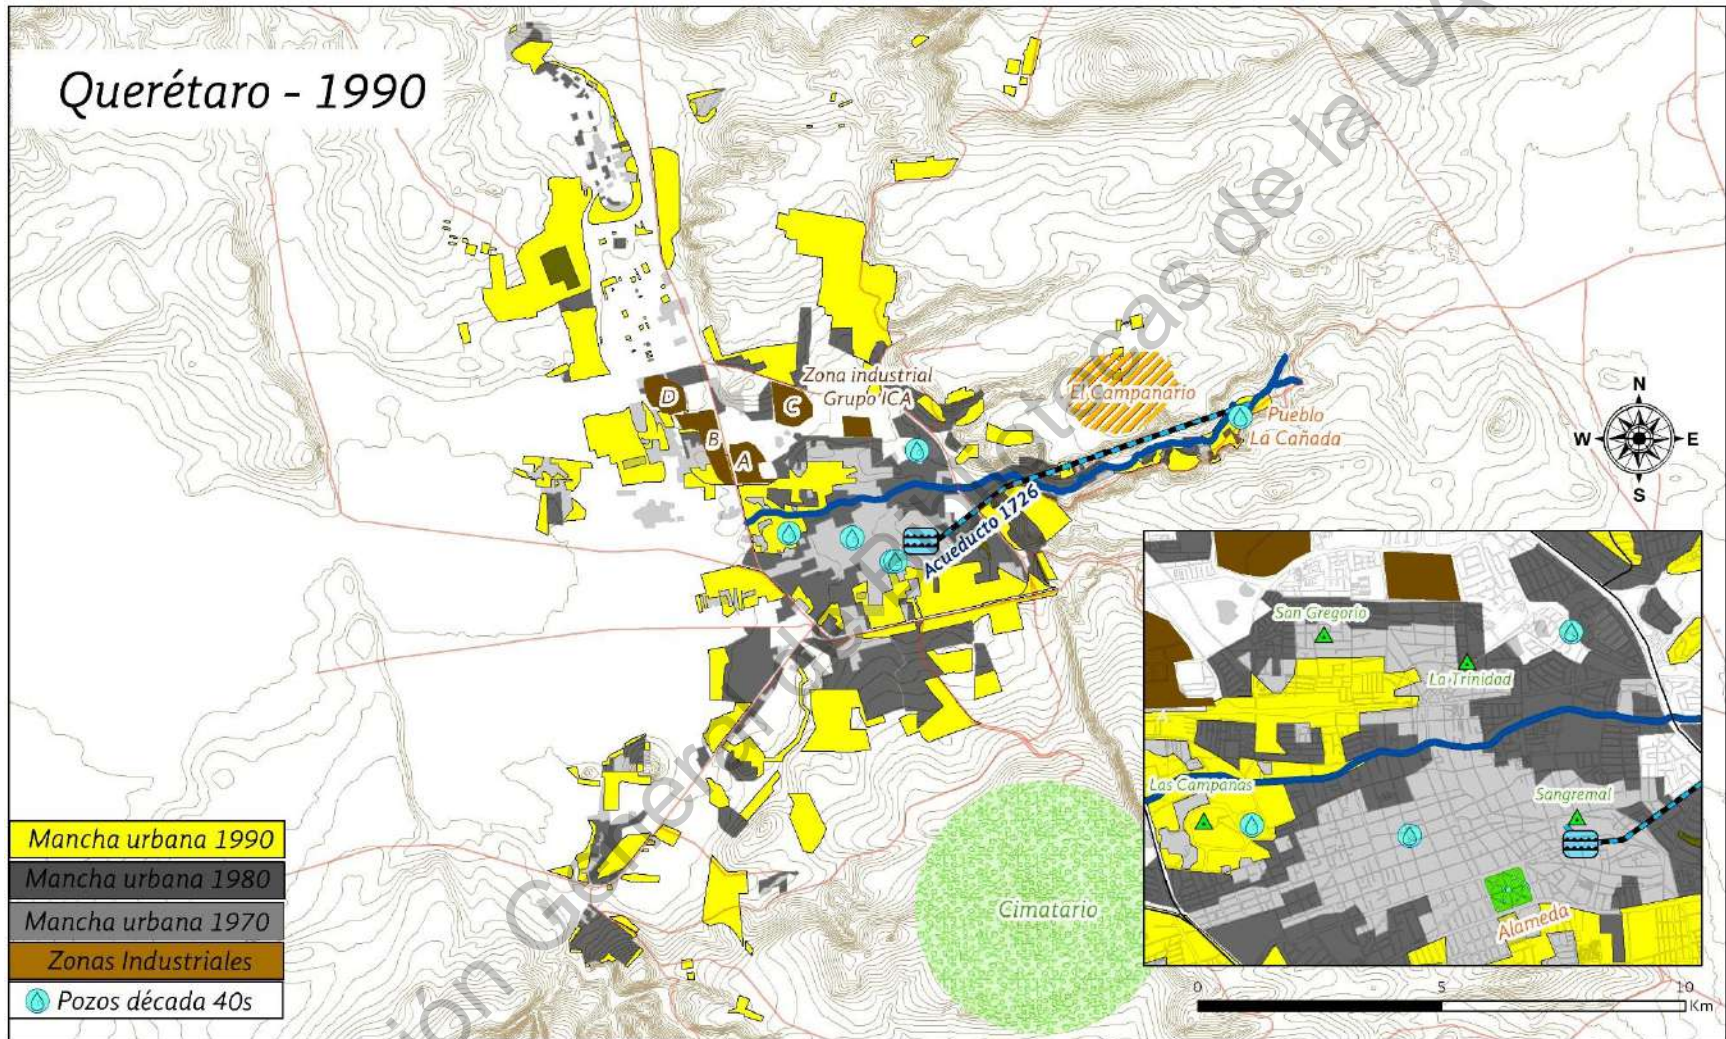 Querétaro - 1990
Zona industrial
Grupo ICA
D
C
B
A
El Campanario
Pueblo
La Cañada
Acueducto 1726
N
W
E
S
Cimatario
San Gregorio
La Trinidad
Las Campanas
Sangremal
Alameda
0 5 10
Km
Mancha urbana 1990
Mancha urbana 1980
Mancha urbana 1970
Zonas Industriales
Pozos década 40s